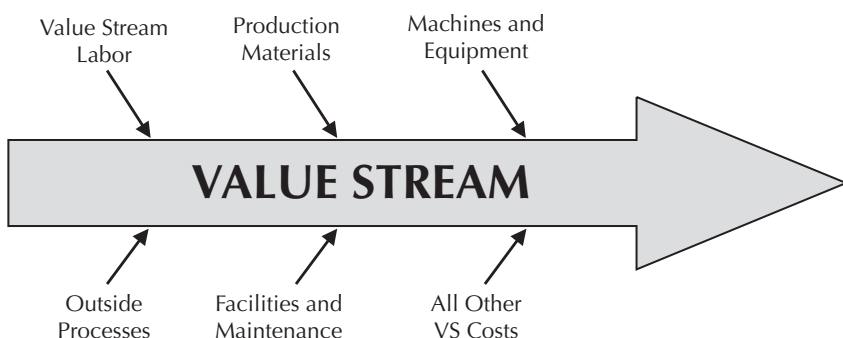 Value Stream
Labor
Production
Materials
Machines and
Equipment
VALUE STREAM
Outside
Processes
Facilities and
Maintenance
All Other
VS Costs